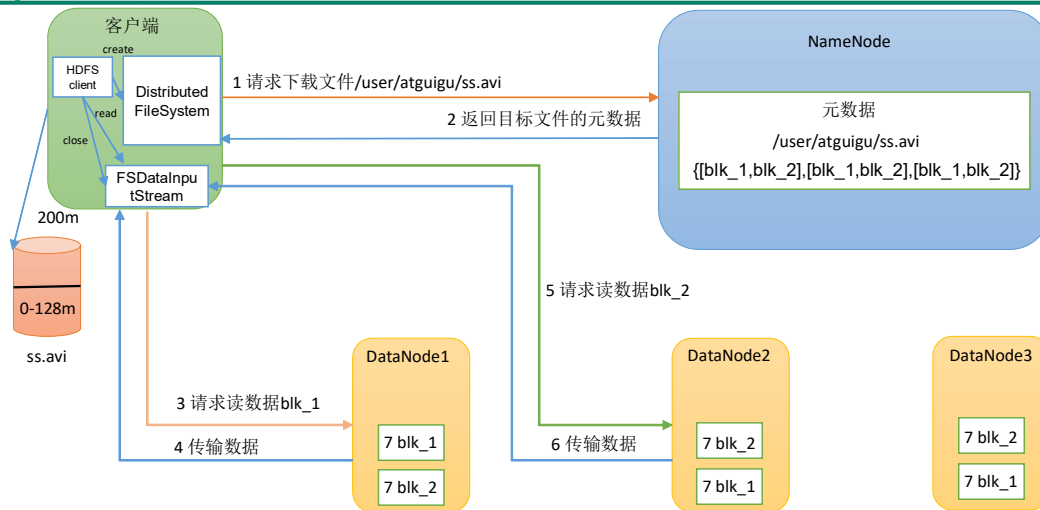 客户端
create
HDFS
client
Distributed
FileSystem
read
close
FSDataInpu
tStream
1 请求下载文件/user/atguigu/ss.avi
2 返回目标文件的元数据
NameNode
元数据
/user/atguigu/ss.avi
{[blk_1,blk_2],[blk_1,blk_2],[blk_1,blk_2]}
200m
0-128m
ss.avi
5 请求读数据blk_2
3 请求读数据blk_1
4 传输数据
6 传输数据
DataNode1
7 blk_1
7 blk_2
DataNode2
7 blk_2
7 blk_1
DataNode3
7 blk_2
7 blk_1